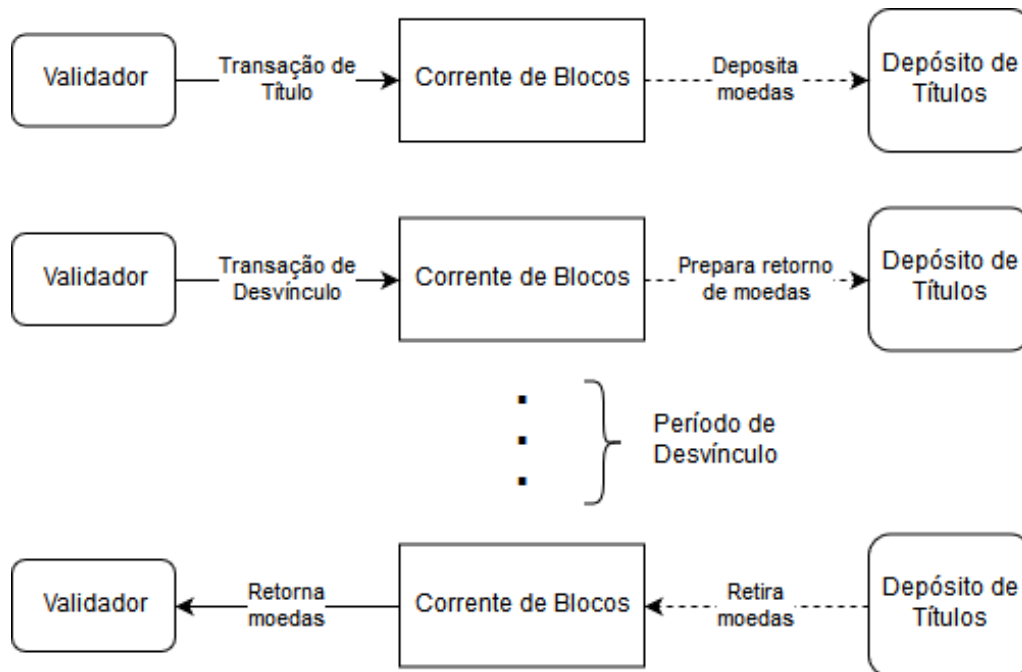 Validador
Transação de
Título
Corrente de Blocos
Deposita
moedas
Depósito de
Títulos
Validador
Transação de
Desvínculo
Corrente de Blocos
Prepara retorno
de moedas
Depósito de
Títulos
Período de
Desvínculo
Validador
Retorna
moedas
Corrente de Blocos
Retira
moedas
Depósito de
Títulos